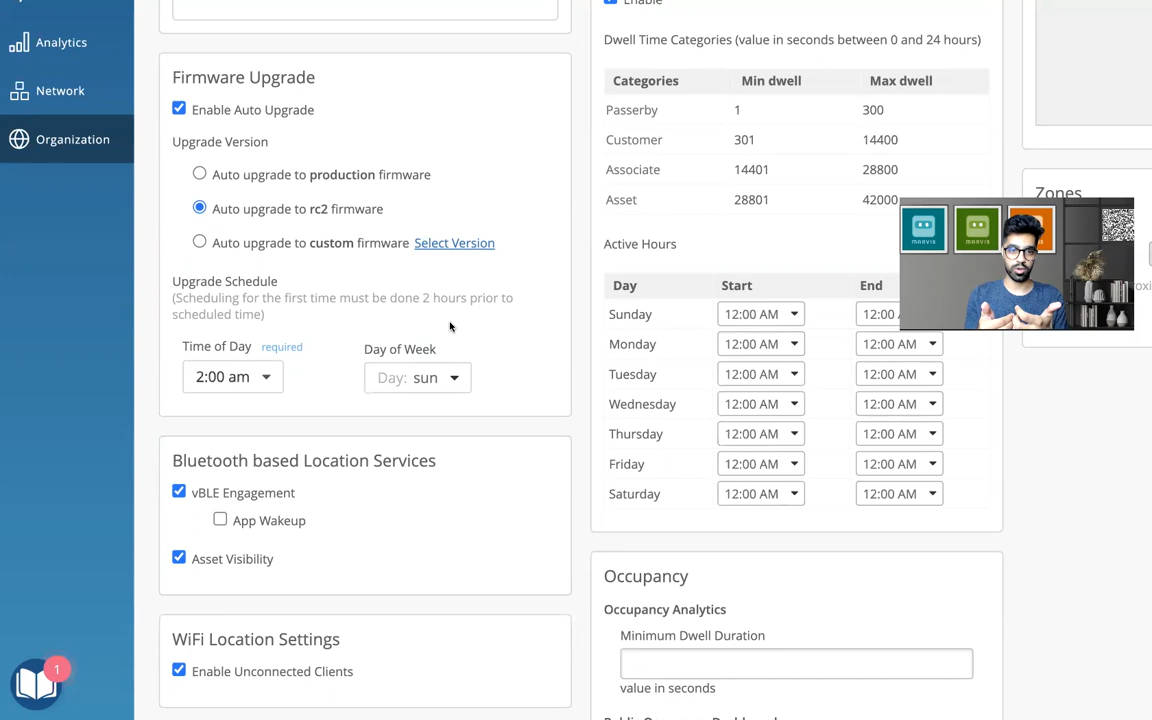 Analytics
Network
Organization
1
Firmware Upgrade
Enable Auto Upgrade
Upgrade Version
Auto upgrade to production firmware
Auto upgrade to rc2 firmware
Auto upgrade to custom firmware Select Version
Upgrade Schedule
(Scheduling for the first time must be done 2 hours prior to
scheduled time)
Time of Day required
Day of Week
2:00 am
Day: sun
Bluetooth based Location Services
vBLE Engagement
App Wakeup
Asset Visibility
WiFi Location Settings
Enable Unconnected Clients
Enable
Dwell Time Categories (value in seconds between 0 and 24 hours)
Categories Min dwell Max dwell
Passerby 1 300
Customer 301 14400
Associate 14401 28800
Asset 28801 42000
Active Hours
Day Start End
Sunday 12:00 AM 12:00
Monday 12:00 AM 12:00 AM
Tuesday 12:00 AM 12:00 AM
Wednesday 12:00 AM 12:00 AM
Thursday 12:00 AM 12:00 AM
Friday 12:00 AM 12:00 AM
Saturday 12:00 AM 12:00 AM
Occupancy
Occupancy Analytics
Minimum Dwell Duration
value in seconds
Zones
MARVIS
MARVIS